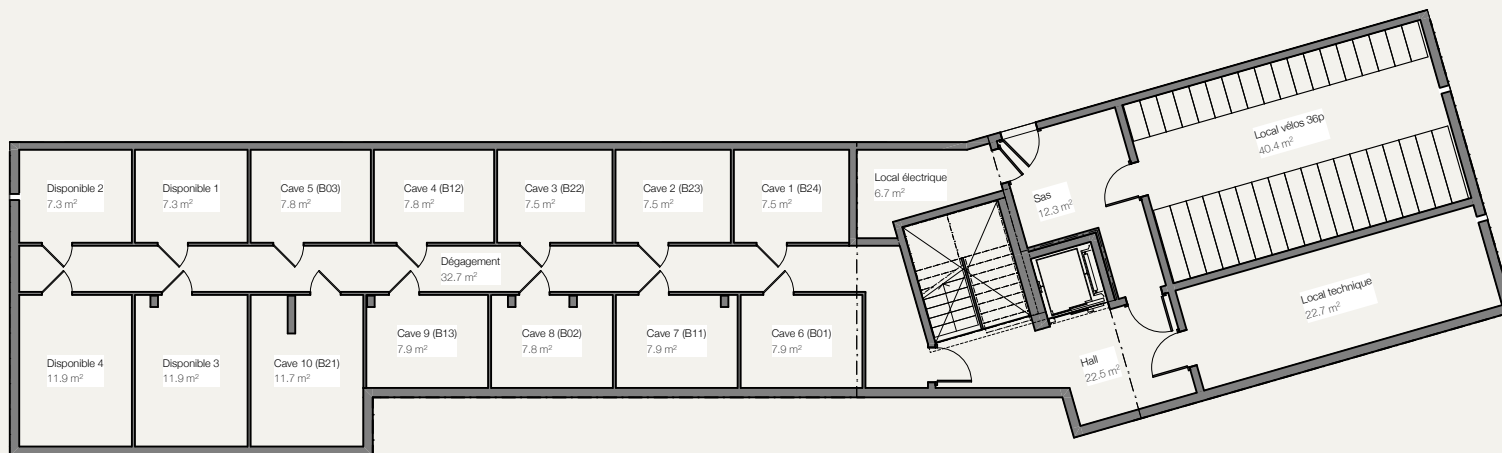 Disponible 2
7.3 m²
Disponible 1
7.3 m²
Cave 5 (B03)
7.8 m²
Cave 4 (B12)
7.8 m²
Cave 3 (B22)
7.5 m²
Cave 2 (B23)
7.5 m²
Cave 1 (B24)
7.5 m²
Local électrique
6.7 m²
Sas
12.3 m²
Local vélos 36p
40.4 m²
Dégagement
32.7 m²
Local technique
22.7 m²
Disponible 4
11.9 m²
Disponible 3
11.9 m²
Cave 10 (B21)
11.7 m²
Cave 9 (B13)
7.9 m²
Cave 8 (B02)
7.8 m²
Cave 7 (B11)
7.9 m²
Cave 6 (B01)
7.9 m²
Hall
22.5 m²